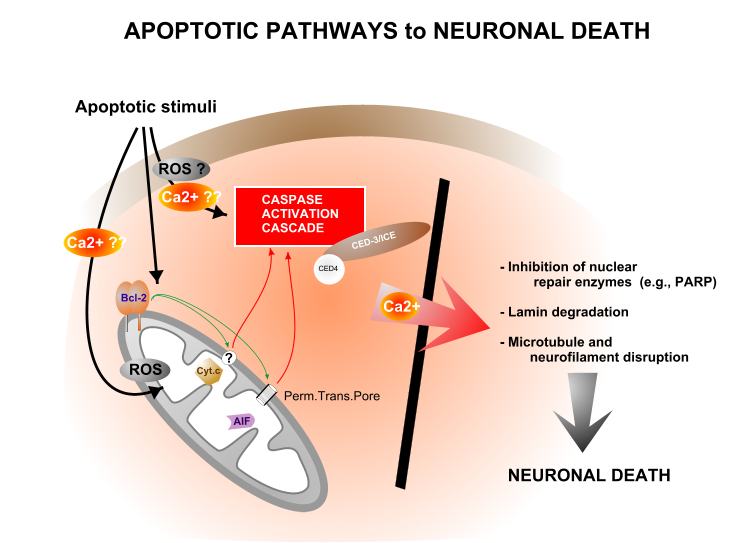 APOPTOTIC PATHWAYS to NEURONAL DEATH
Apoptotic stimuli
ROS ?
Ca2+ ??
Ca2+ ??
CASPASE
ACTIVATION
CASCADE
CED-3/ICE
CED4
Bcl-2
Ca2+
- Inhibition of nuclear
repair enzymes (e.g., PARP)
- Lamin degradation
- Microtubule and
neurofilament disruption
?
Cyt.c
ROS
Perm.Trans.Pore
AIF
NEURONAL DEATH